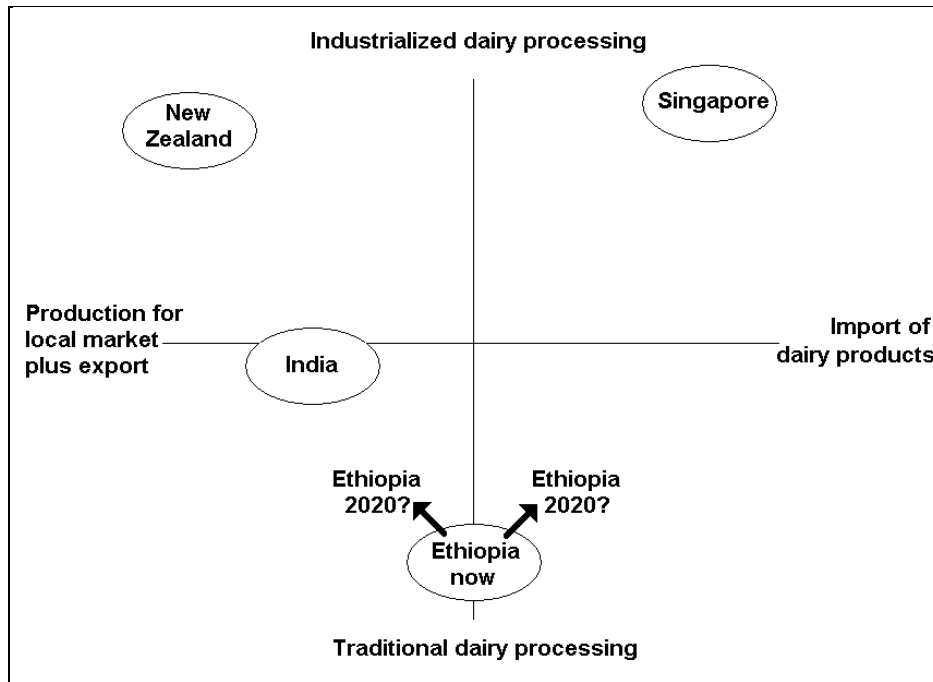 Industrialized dairy processing
New
Zealand
Singapore
Production for
local market
plus export
India
Import of
dairy products
Ethiopia
2020?
Ethiopia
2020?
Ethiopia
now
Traditional dairy processing